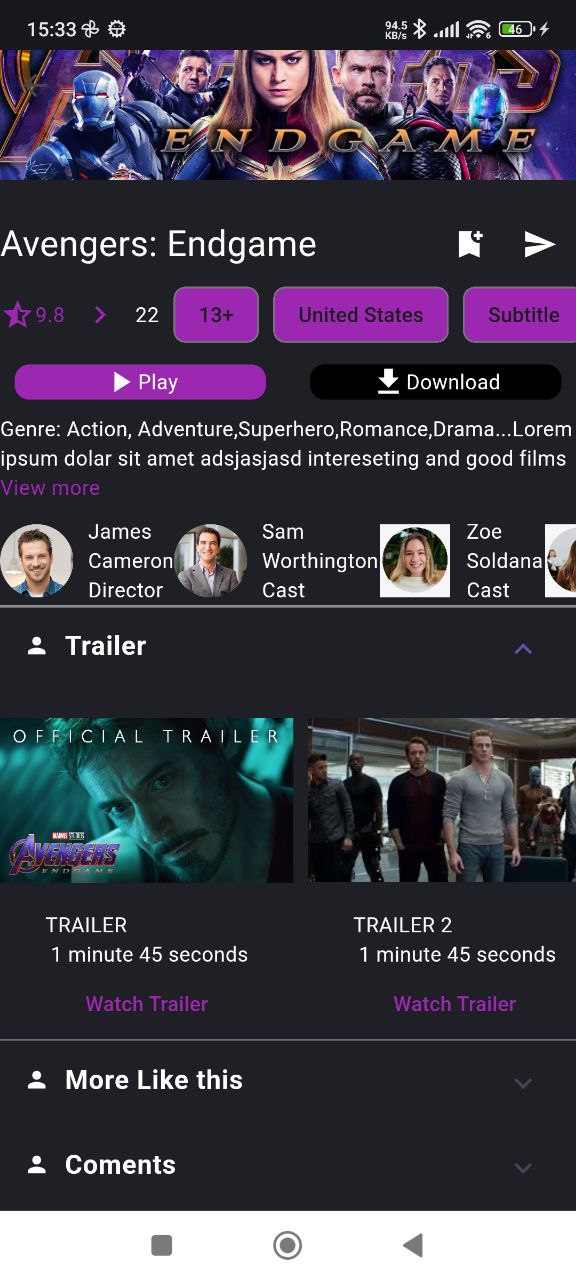 15:33
94.5
KB/s
6
46
ENDGAME
Avengers: Endgame
9.8
22
13+
United States
Subtitle
Play
Download
Genre: Action, Adventure,Superhero,Romance,Drama...Lorem
ipsum dolar sit amet adsjasjasd intereseting and good films
View more
James
Cameron
Director
Sam
Worthington
Cast
Zoe
Soldana
Cast
Trailer
OFFICIAL TRAILER
MARVEL STUDIOS
AVENGERS
ENDGAME
TRAILER
1 minute 45 seconds
Watch Trailer
TRAILER 2
1 minute 45 seconds
Watch Trailer
More Like this
Coments